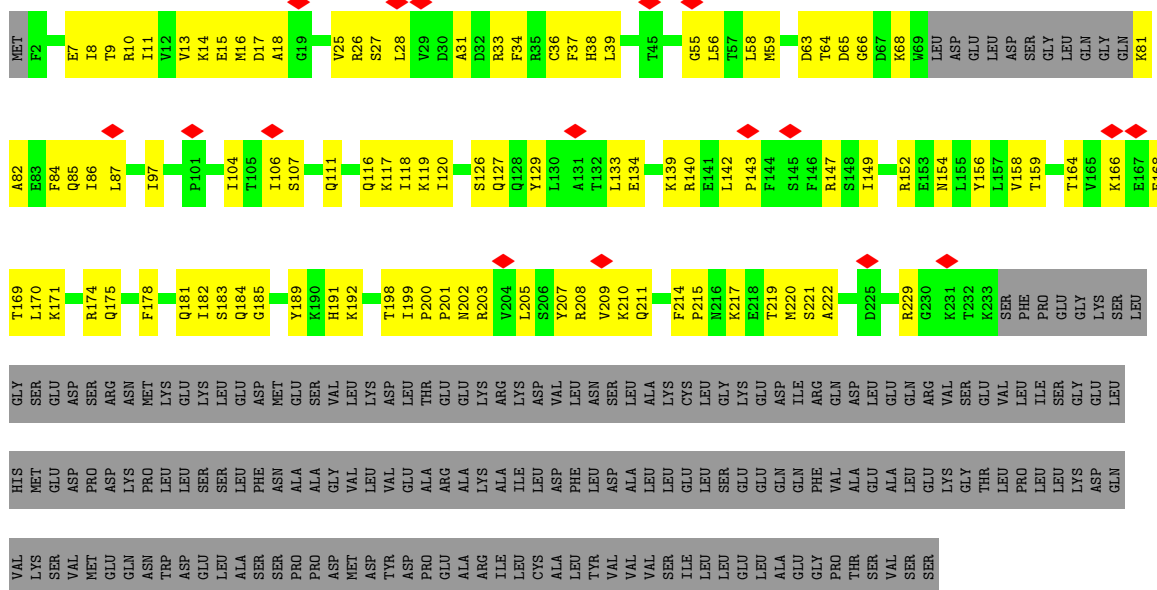 MET F2 E7 I8 T9 R10 I11 V12 V13 K14 E15 M16 D17 A18 G19 V25 R26 S27 L28 V29 D30 A31 D32 R33 F34 R35 C36 F37 H38 L39 T45 G55 L56 T57 L58 M59 D63 T64 D65 G66 D67 K68 W69 LEU ASP GLU LEU ASP SER GLY LEU GLN GLY GLN K81
A82 E83 F84 Q85 I86 L87 I97 P101 I104 T105 I106 S107 Q111 Q116 K117 I118 K119 I120 S126 Q127 Q128 Y129 L130 A131 T132 L133 E134 K139 R140 E141 L142 P143 F144 S145 F146 R147 S148 I149 R152 E153 N154 L155 Y156 L157 V158 T159 T164 V165 K166 E167
T169 L170 K171 R174 Q175 F178 Q181 I182 S183 Q184 G185 Y189 K190 H191 K192 T198 I199 P200 P201 N202 R203 V204 L205 S206 Y207 R208 V209 K210 Q211 F214 P215 N216 K217 E218 T219 M220 S221 A222 D225 R229 G230 K231 T232 K233 SER PHE PRO GLU GLY GLY LYS SER LEU
GLY SER GLU ASP SER ARG ASN MET LYS GLU LYS LEU GLU ASP MET GLU SER VAL LEU LYS ASP LEU THR GLU GLU LYS ARG LYS ASP VAL LEU ASN SER LEU ALA LYS CYS LEU GLY LYS GLU ASP ILE ARG GLN ASP LEU GLU GLN ARG VAL SER GLU VAL LEU ILE SER GLY GLU LEU
HIS MET GLU ASP PRO ASP LYS PRO LEU LEU SER SER LEU PHE ASN ALA ALA GLY VAL LEU VAL GLU ALA ARG ALA LYS ALA ILE LEU ASP PHE LEU ASP ALA LEU LEU GLU LEU SER GLU GLU GLN GLN PHE VAL ALA GLU ALA LEU GLU LYS GLY THR LEU PRO LEU LEU LYS ASP GLN
VAL LYS SER VAL MET GLU GLN ASN TRP ASP GLU LEU ALA SER SER PRO PRO ASP MET ASP TYR ASP PRO GLU ALA ARG ILE LEU CYS ALA LEU TYR VAL VAL VAL SER ILE LEU LEU GLU LEU ALA GLU GLY PRO THR SER VAL SER SER